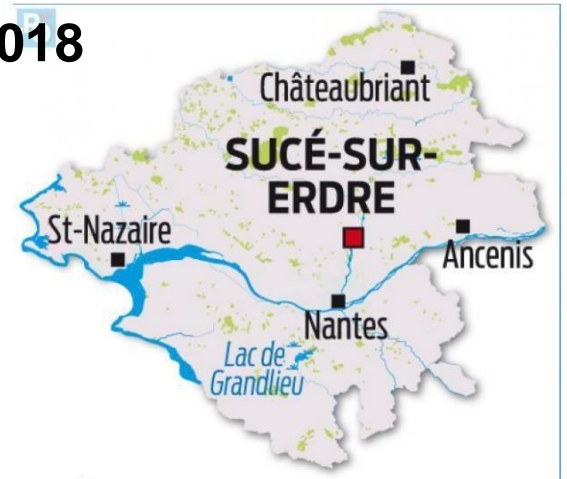 018
Châteaubriant
SUCÉ-SUR-
ERDRE
St-Nazaire
Ancenis
Nantes
Lac de
Grandlieu